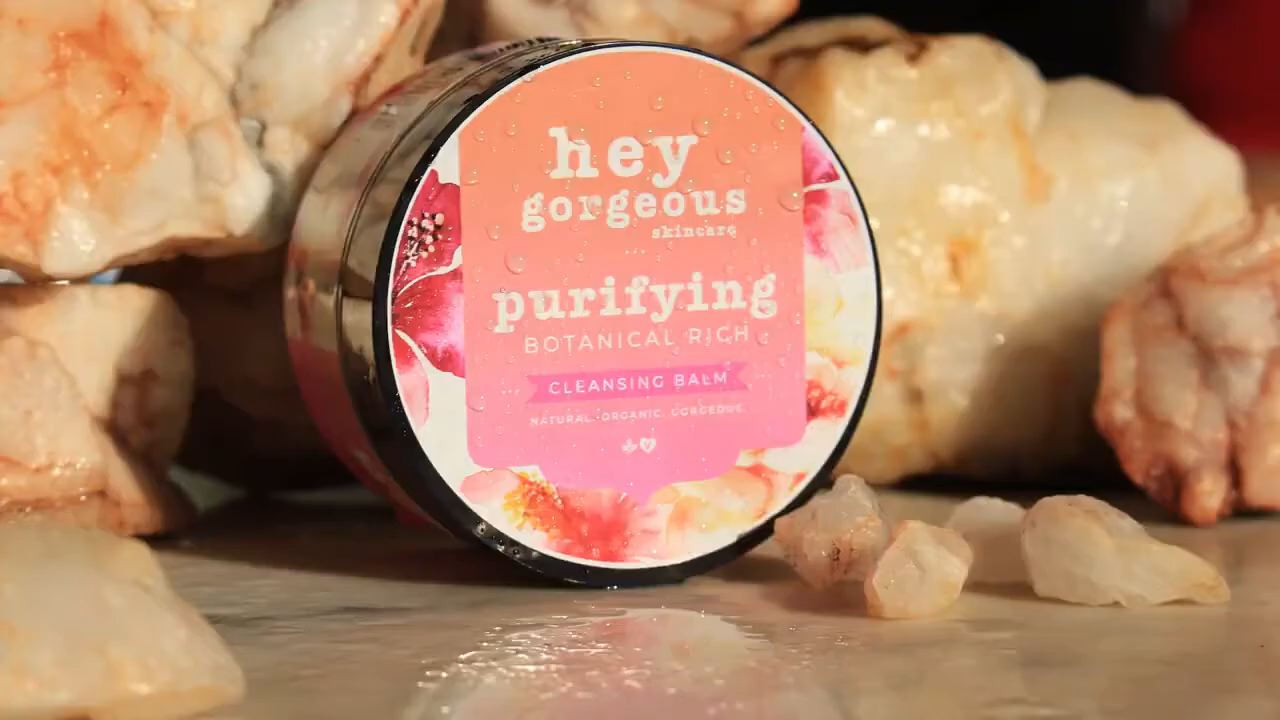 hey
gorgeous
skincare
purifying
BOTANICAL RICH
CLEANSING BALM
NATURAL. ORGANIC. GORGEOUS.